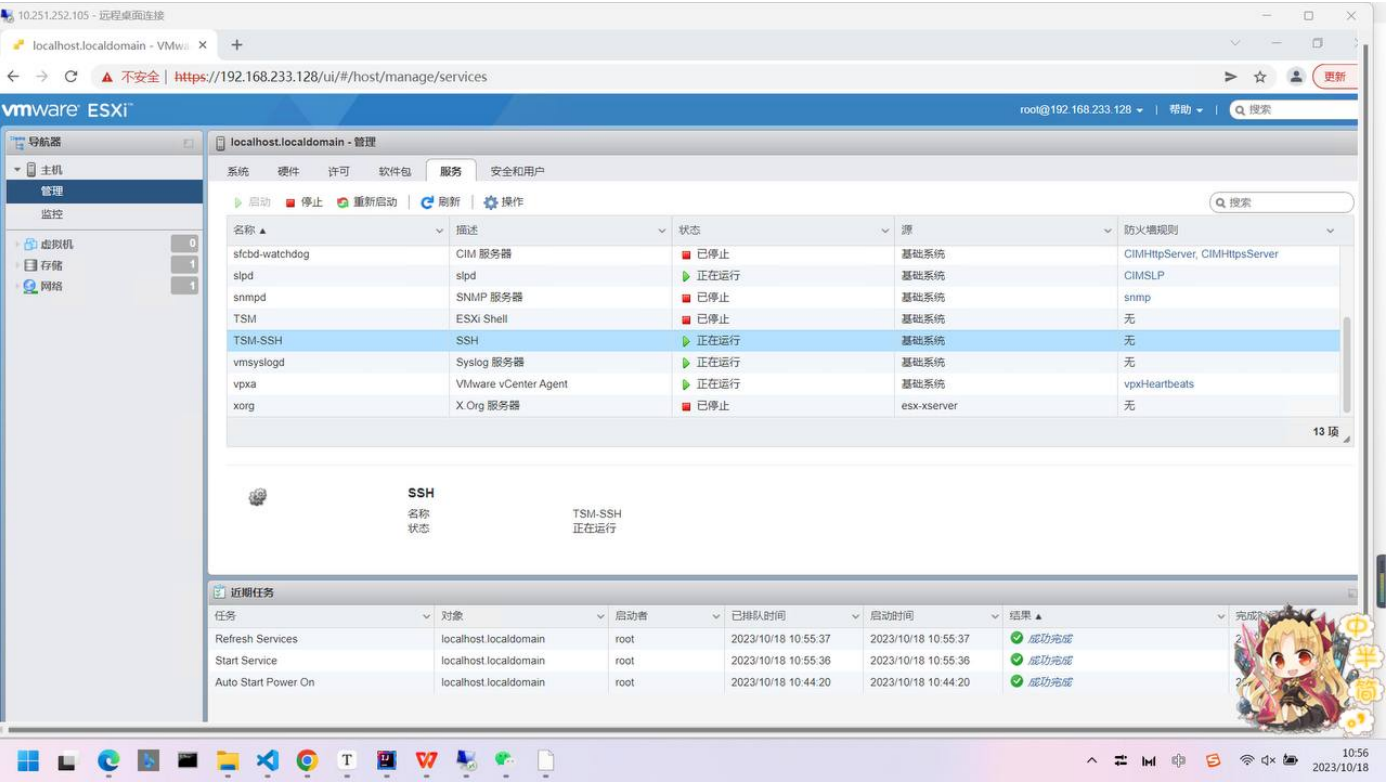 10.251.252.105 - 远程桌面连接
localhost.localdomain - VMwa
不安全 | https://192.168.233.128/ui/#/host/manage/services 更新
vmware ESXi™ root@192.168.233.128 | 帮助 | 搜索
导航器
主机
管理
监控
虚拟机 0
存储 1
网络 1
localhost.localdomain - 管理
系统 硬件 许可 软件包 服务 安全和用户
启动 停止 重新启动 | 刷新 | 操作 搜索
名称 描述 状态 源 防火墙规则
sfcbd-watchdog CIM 服务器 已停止 基础系统 CIMHttpServer, CIMHttpsServer
slpd slpd 正在运行 基础系统 CIMSLP
snmpd SNMP 服务器 已停止 基础系统 snmp
TSM ESXi Shell 已停止 基础系统 无
TSM-SSH SSH 正在运行 基础系统 无
vmsyslogd Syslog 服务器 正在运行 基础系统 无
vpxa VMware vCenter Agent 正在运行 基础系统 vpxHeartbeats
xorg X.Org 服务器 已停止 esx-xserver 无
13 项
SSH
名称 TSM-SSH
状态 正在运行
近期任务
任务 对象 启动者 已排队时间 启动时间 结果
Refresh Services localhost.localdomain root 2023/10/18 10:55:37 2023/10/18 10:55:37 成功完成
Start Service localhost.localdomain root 2023/10/18 10:55:36 2023/10/18 10:55:36 成功完成
Auto Start Power On localhost.localdomain root 2023/10/18 10:44:20 2023/10/18 10:44:20 成功完成
中
半
简
中
10:56
2023/10/18